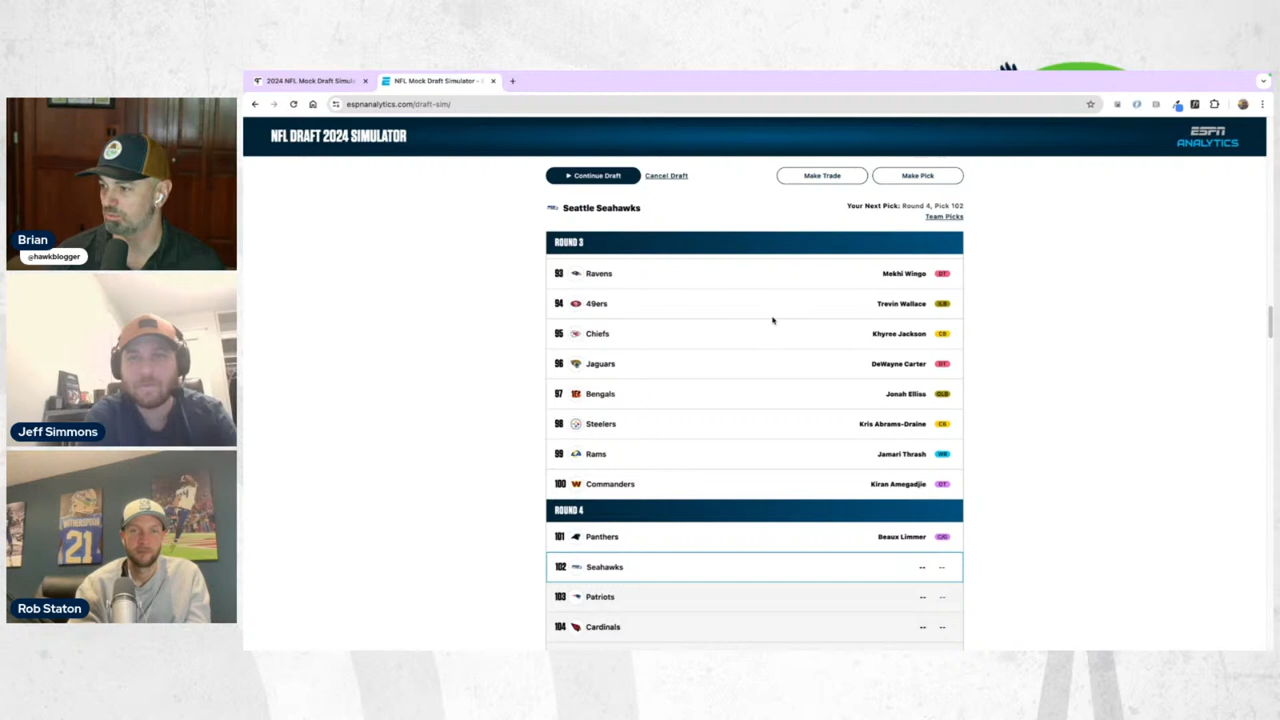 2024 NFL Mock Draft Simul
NFL Mock Draft Simulator -
espnanalytics.com/draft-sim/
NFL DRAFT 2024 SIMULATOR
ESPN
ANALYTICS
Continue Draft
Cancel Draft
Make Trade
Make Pick
Seattle Seahawks
Your Next Pick: Round 4, Pick 102
Team Picks
ROUND 3
93 Ravens Mekhi Wingo DT
94 49ers Trevin Wallace ILB
95 Chiefs Khyree Jackson CB
96 Jaguars DeWayne Carter DT
97 Bengals Jonah Elliss OLB
98 Steelers Kris Abrams-Draine CB
99 Rams Jamari Thrash WR
100 Commanders Kiran Amegadjie OT
ROUND 4
101 Panthers Beaux Limmer C/G
102 Seahawks -- --
103 Patriots -- --
104 Cardinals -- --
Brian
@hawkblogger
Jeff Simmons
WITHERSPOON
21
Rob Staton